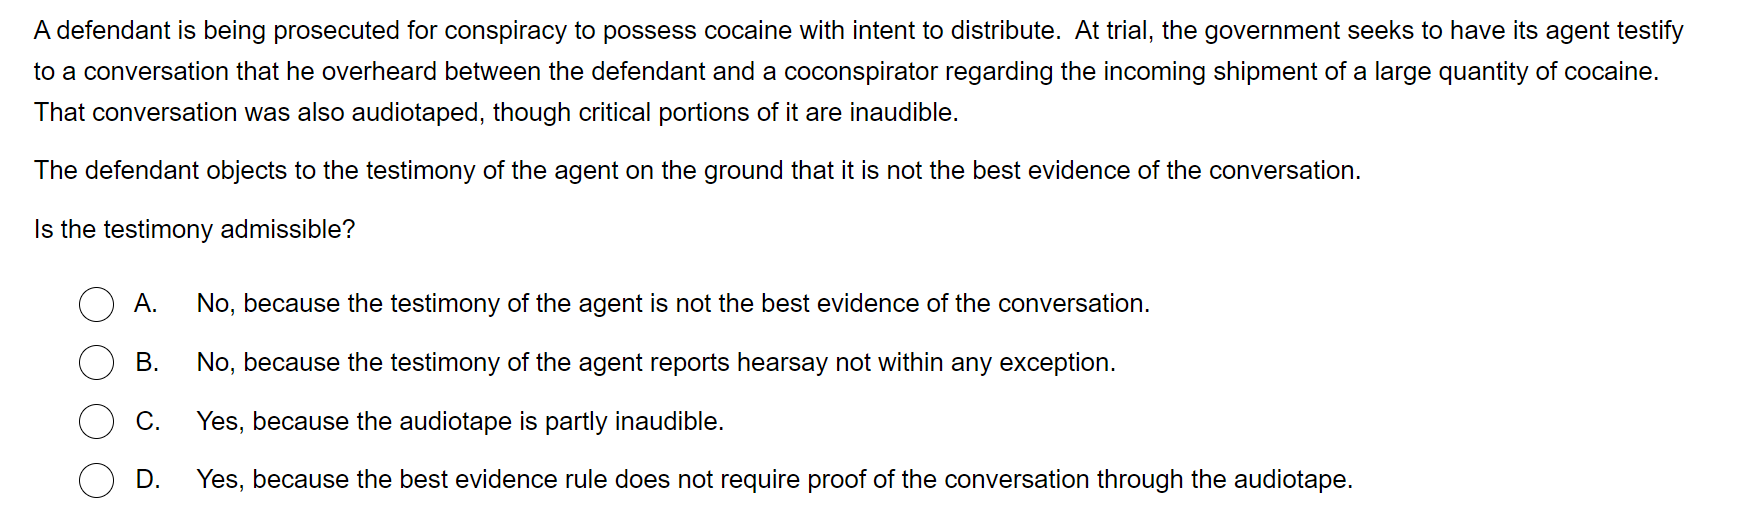 A defendant is being prosecuted for conspiracy to possess cocaine with intent to distribute.  At trial, the government seeks to have its agent testify
to a conversation that he overheard between the defendant and a coconspirator regarding the incoming shipment of a large quantity of cocaine.
That conversation was also audiotaped, though critical portions of it are inaudible.
The defendant objects to the testimony of the agent on the ground that it is not the best evidence of the conversation.
Is the testimony admissible?
A. No, because the testimony of the agent is not the best evidence of the conversation.
B. No, because the testimony of the agent reports hearsay not within any exception.
C. Yes, because the audiotape is partly inaudible.
D. Yes, because the best evidence rule does not require proof of the conversation through the audiotape.